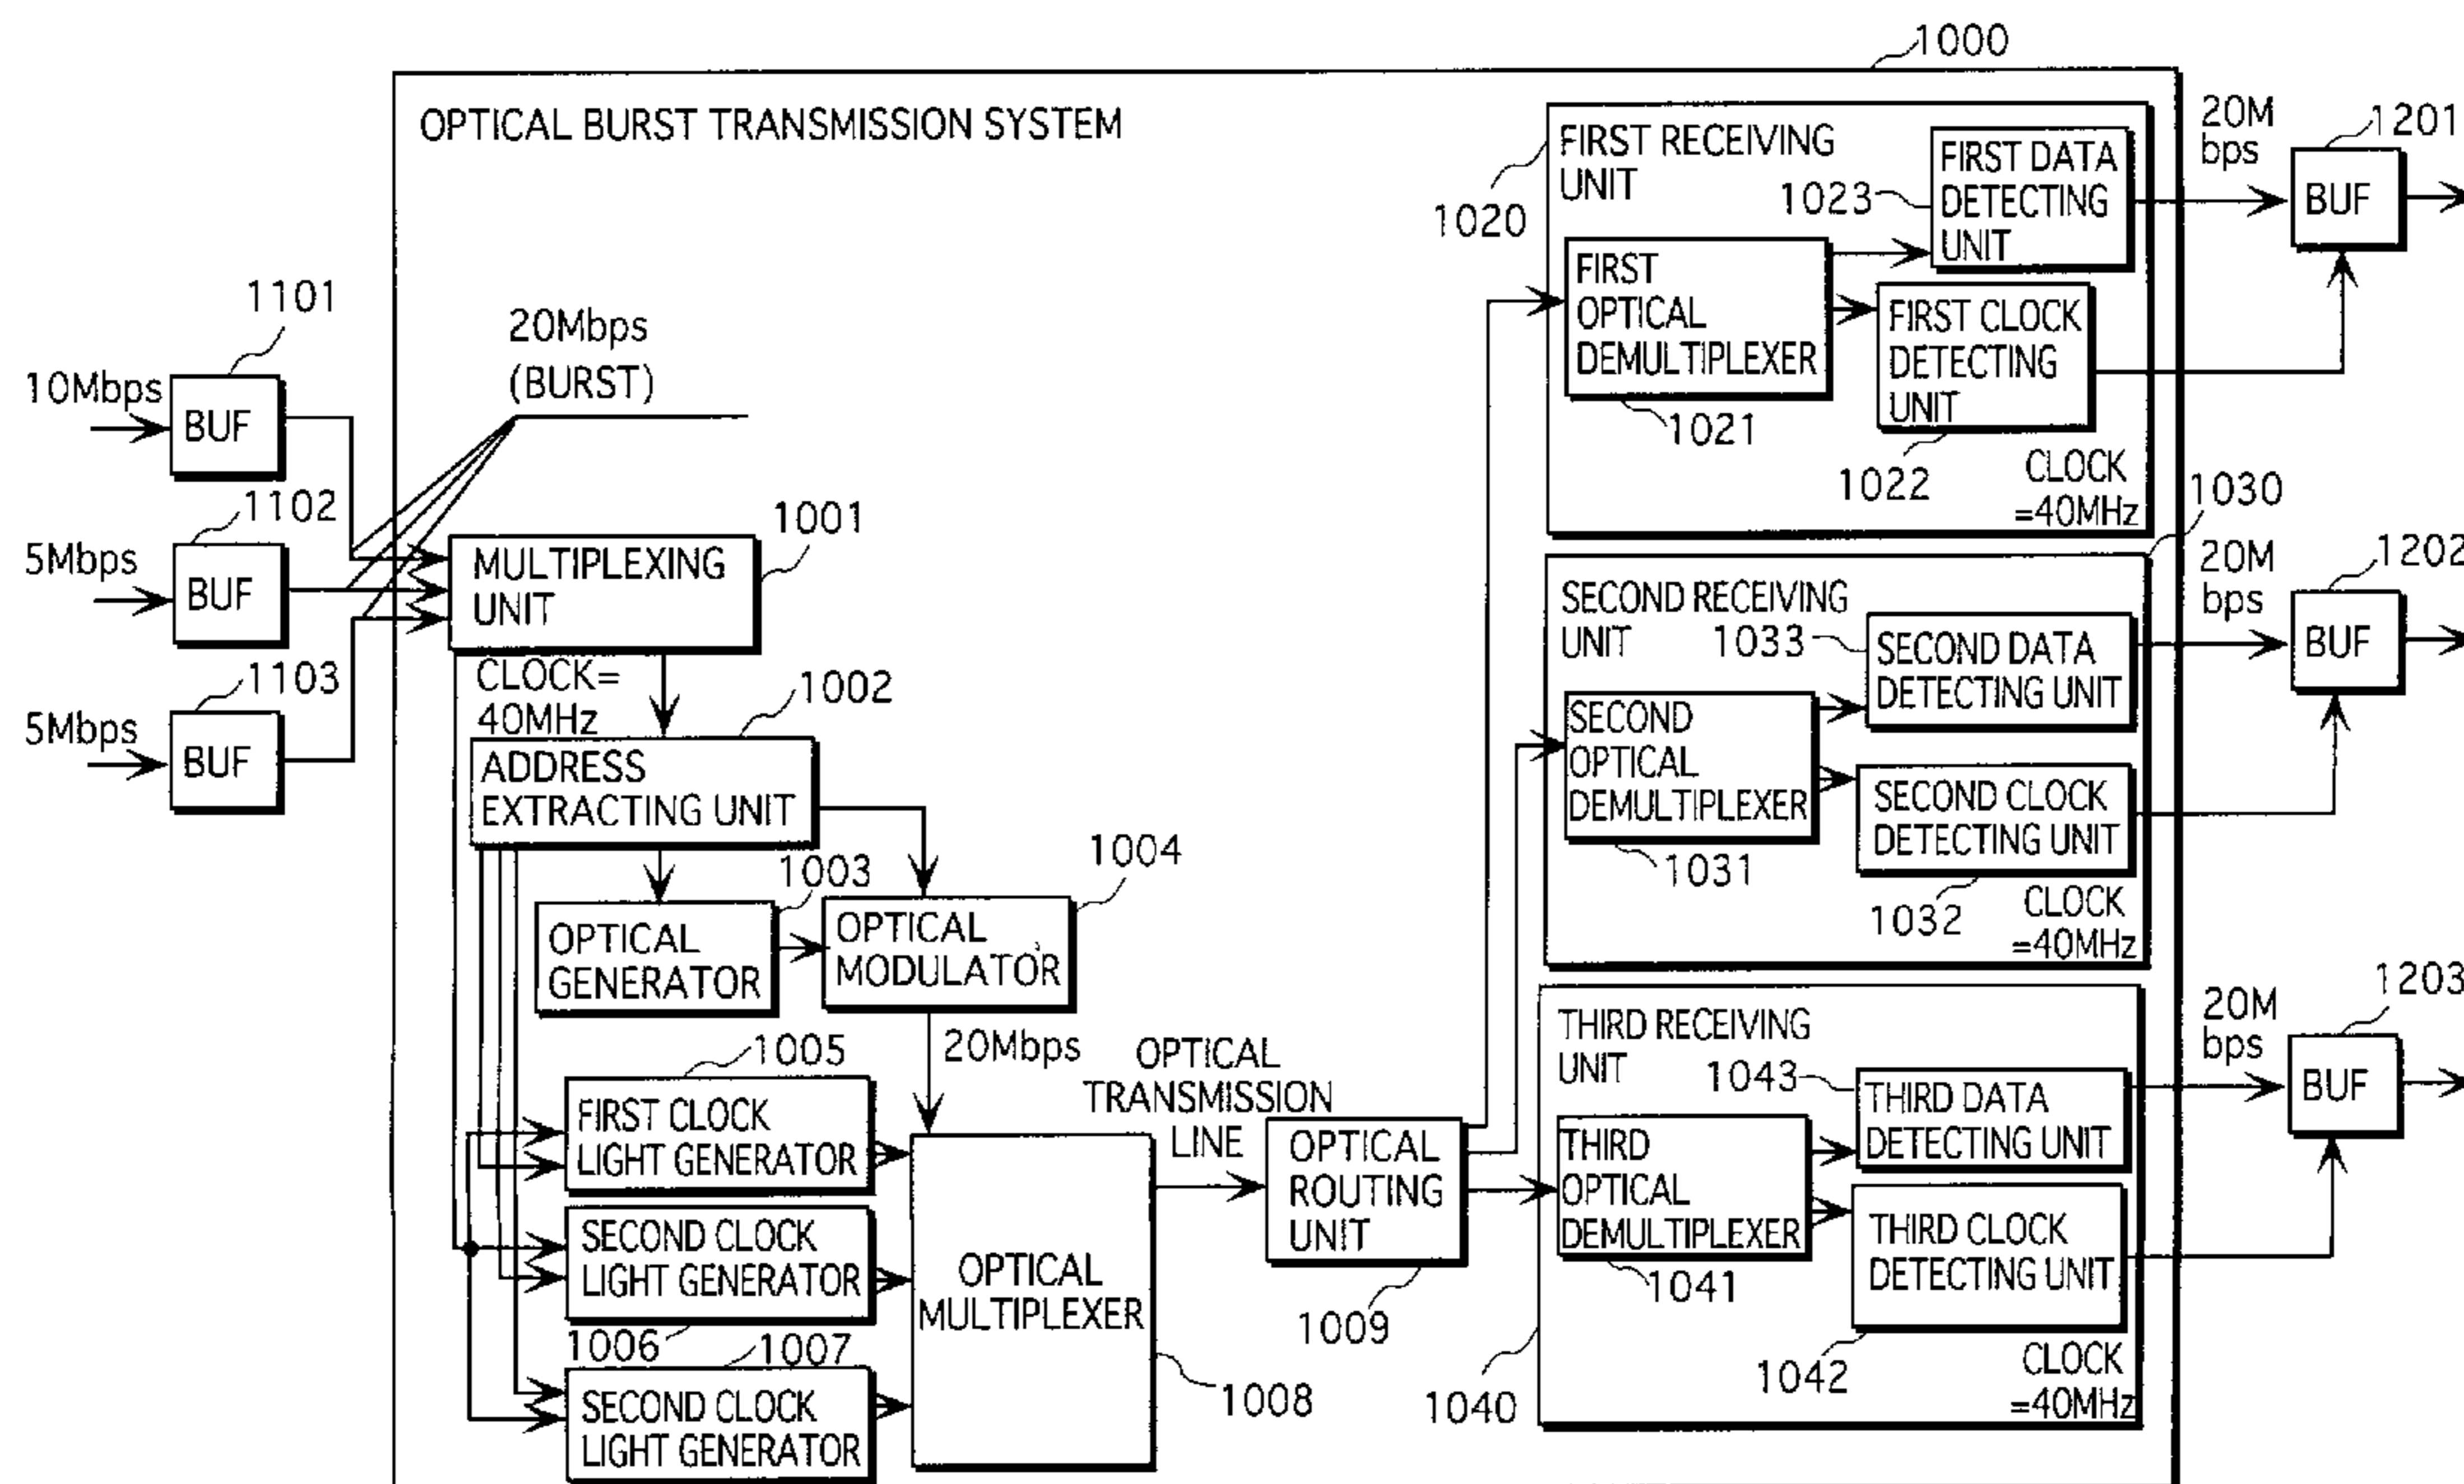 1000
OPTICAL BURST TRANSMISSION SYSTEM
1101
10Mbps
BUF
20Mbps
(BURST)
1102
5Mbps
BUF
1103
5Mbps
BUF
MULTIPLEXING
UNIT
1001
CLOCK=
40MHz
1002
ADDRESS
EXTRACTING UNIT
1003
OPTICAL
GENERATOR
1004
OPTICAL
MODULATOR
20Mbps
1005
FIRST CLOCK
LIGHT GENERATOR
SECOND CLOCK
LIGHT GENERATOR
1006
1007
SECOND CLOCK
LIGHT GENERATOR
OPTICAL
MULTIPLEXER
1008
OPTICAL
TRANSMISSION
LINE
OPTICAL
ROUTING
UNIT
1009
FIRST RECEIVING
UNIT
1020
1023
FIRST DATA
DETECTING
UNIT
FIRST
OPTICAL
DEMULTIPLEXER
1021
FIRST CLOCK
DETECTING
UNIT
1022
CLOCK
=40MHz
20M
bps
1201
BUF
1030
SECOND RECEIVING
UNIT
1033
SECOND DATA
DETECTING UNIT
SECOND
OPTICAL
DEMULTIPLEXER
1031
SECOND CLOCK
DETECTING UNIT
1032
CLOCK
=40MHz
20M
bps
1202
BUF
THIRD RECEIVING
UNIT
1043
THIRD DATA
DETECTING UNIT
THIRD
OPTICAL
DEMULTIPLEXER
1041
THIRD CLOCK
DETECTING UNIT
1042
1040
CLOCK
=40MHz
20M
bps
1203
BUF